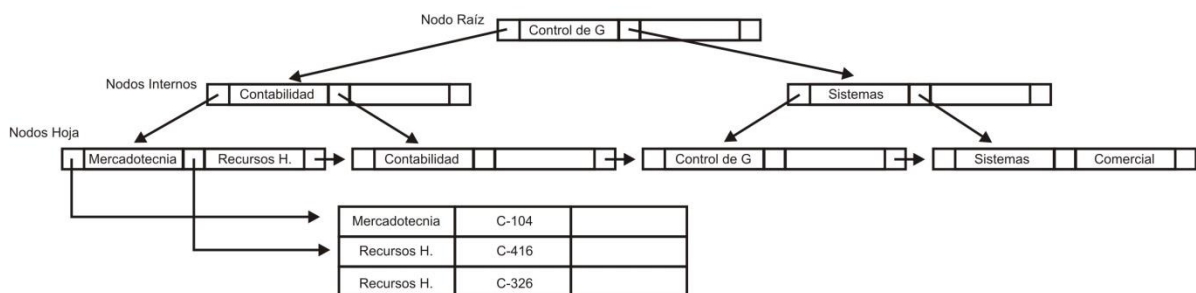 Nodo Raíz
Control de G
Nodos Internos
Contabilidad
Sistemas
Nodos Hoja
Mercadotecnia Recursos H. Contabilidad Control de G Sistemas Comercial
Mercadotecnia C-104
Recursos H. C-416
Recursos H. C-326